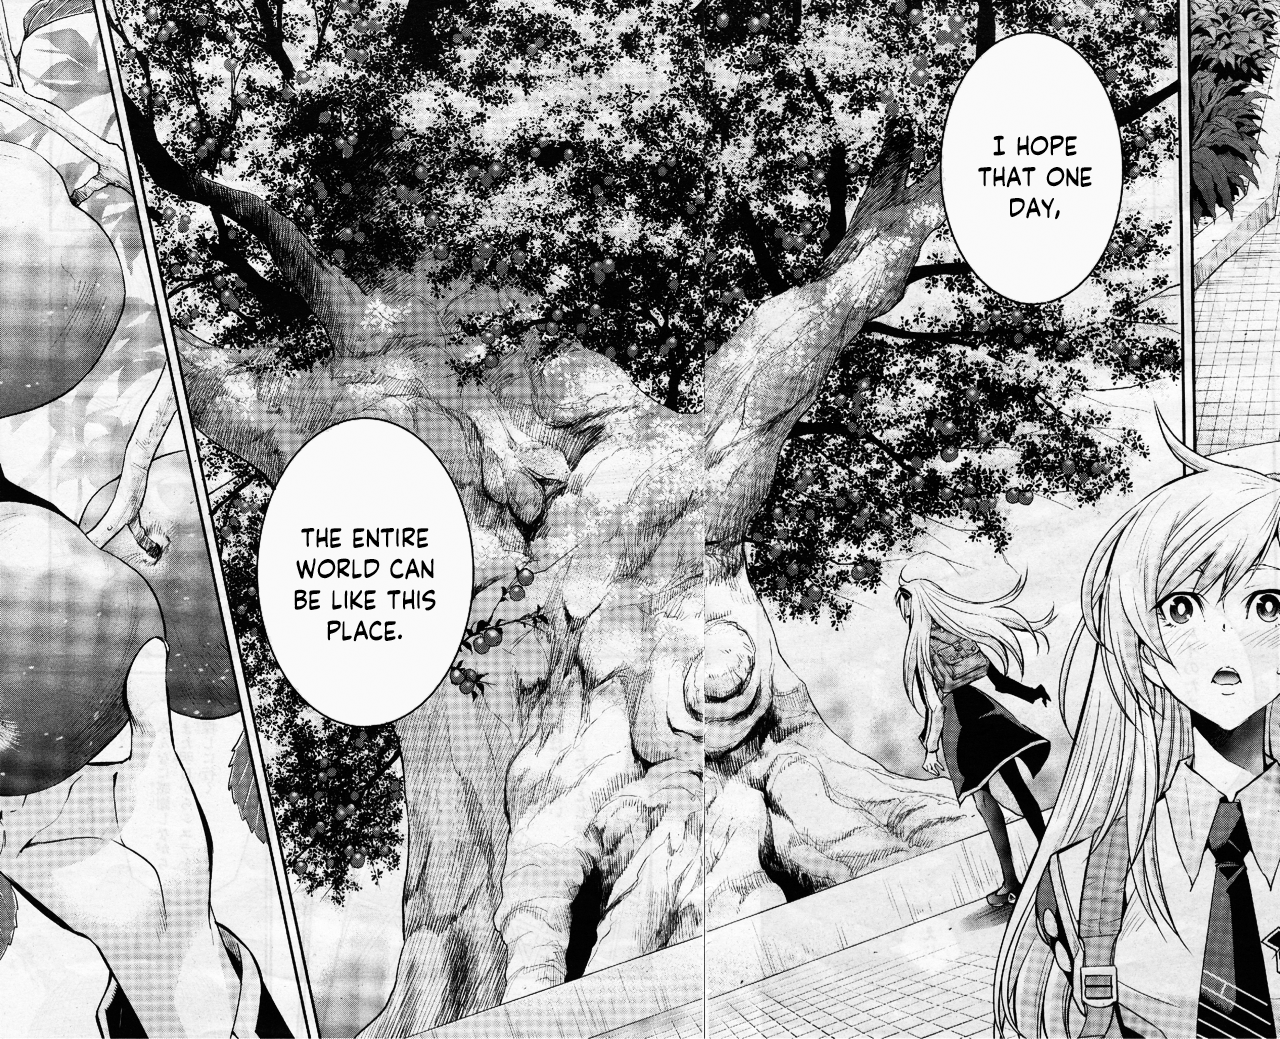 I HOPE
THAT ONE
DAY,
THE ENTIRE
WORLD CAN
BE LIKE THIS
PLACE.